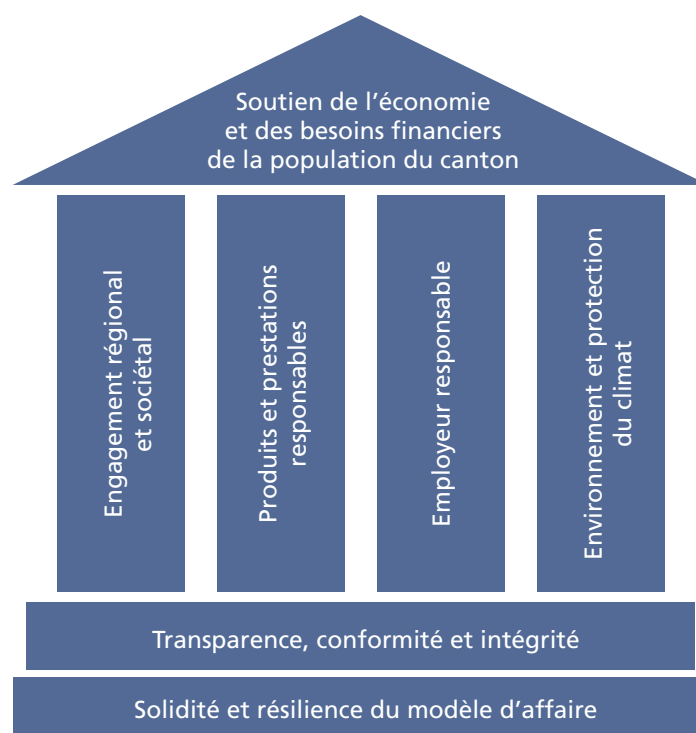 Soutien de l’économie
et des besoins financiers
de la population du canton
Engagement régional
et sociétal
Produits et prestations
responsables
Employeur responsable
Environnement et protection
du climat
Transparence, conformité et intégrité
Solidité et résilience du modèle d’affaire